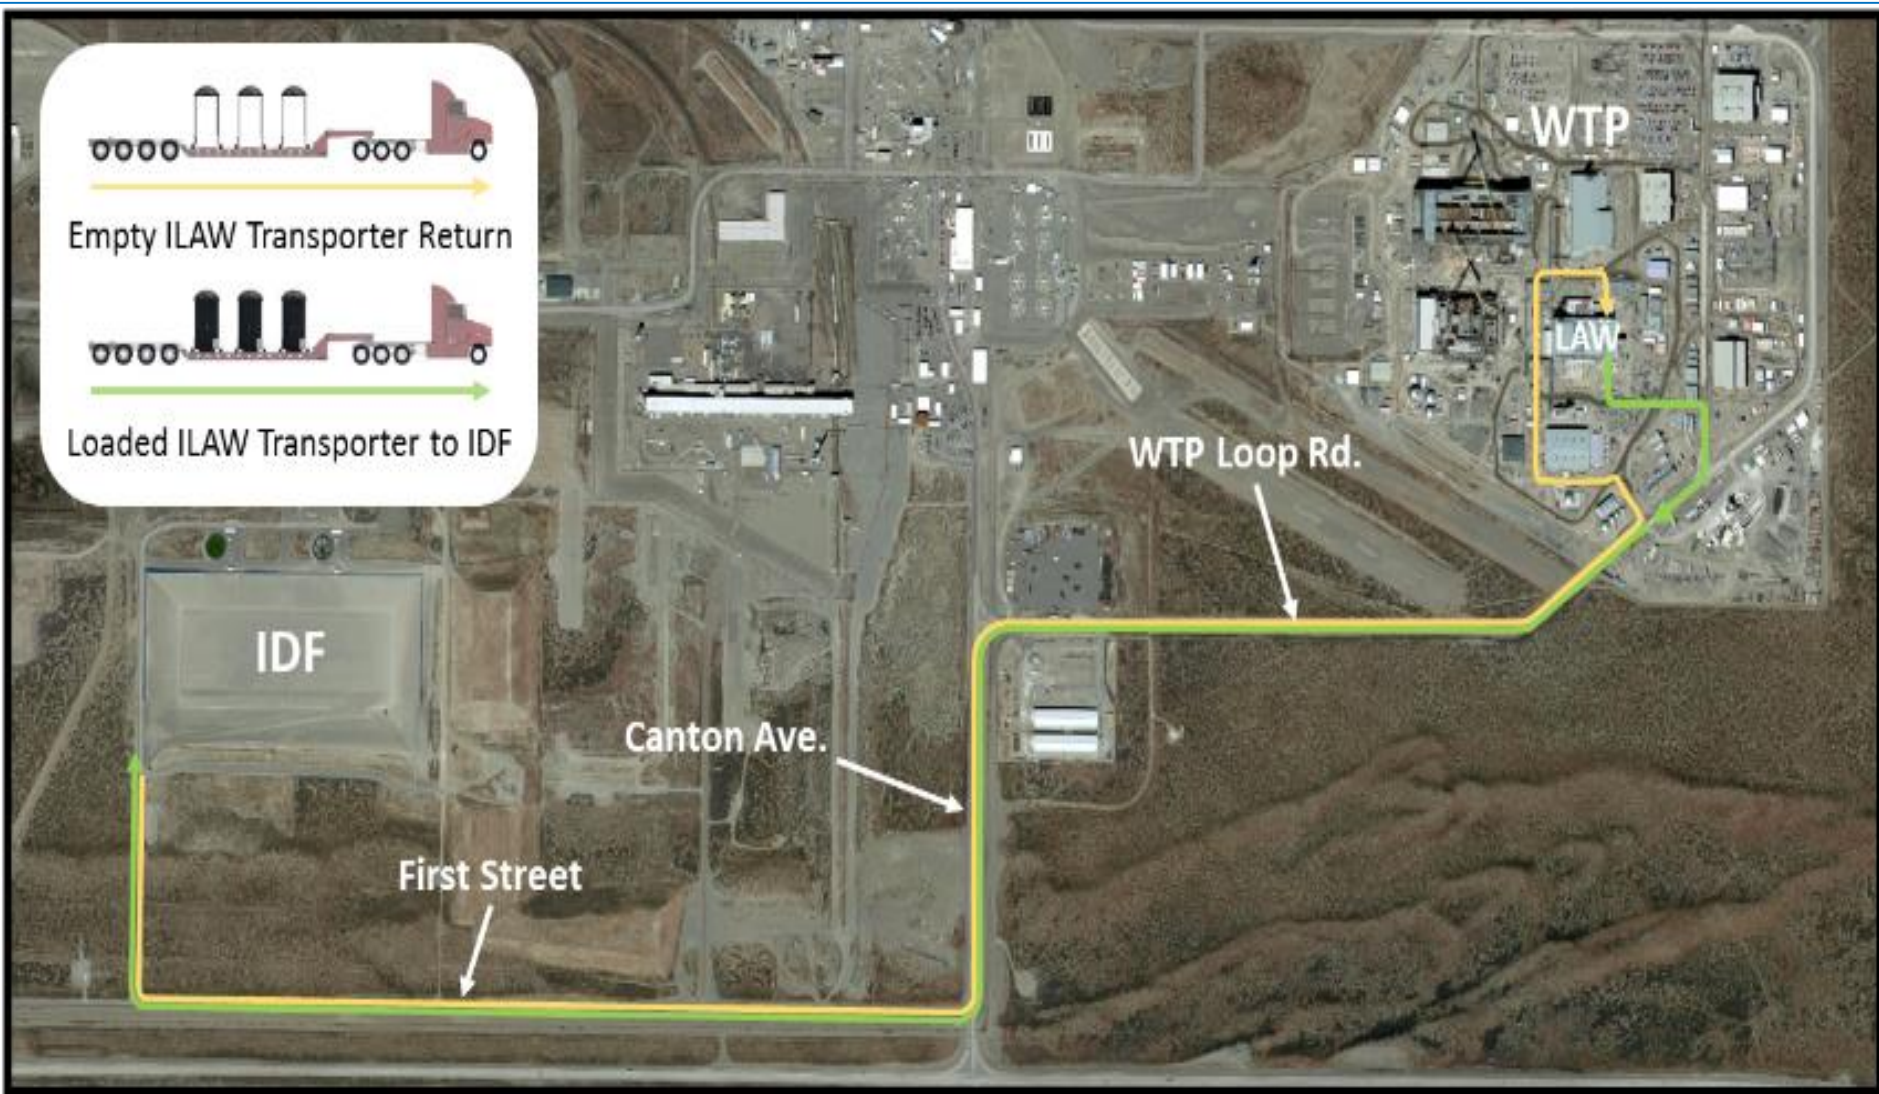 Empty ILAW Transporter Return
Loaded ILAW Transporter to IDF
WTP
LAW
WTP Loop Rd.
IDF
Canton Ave.
First Street